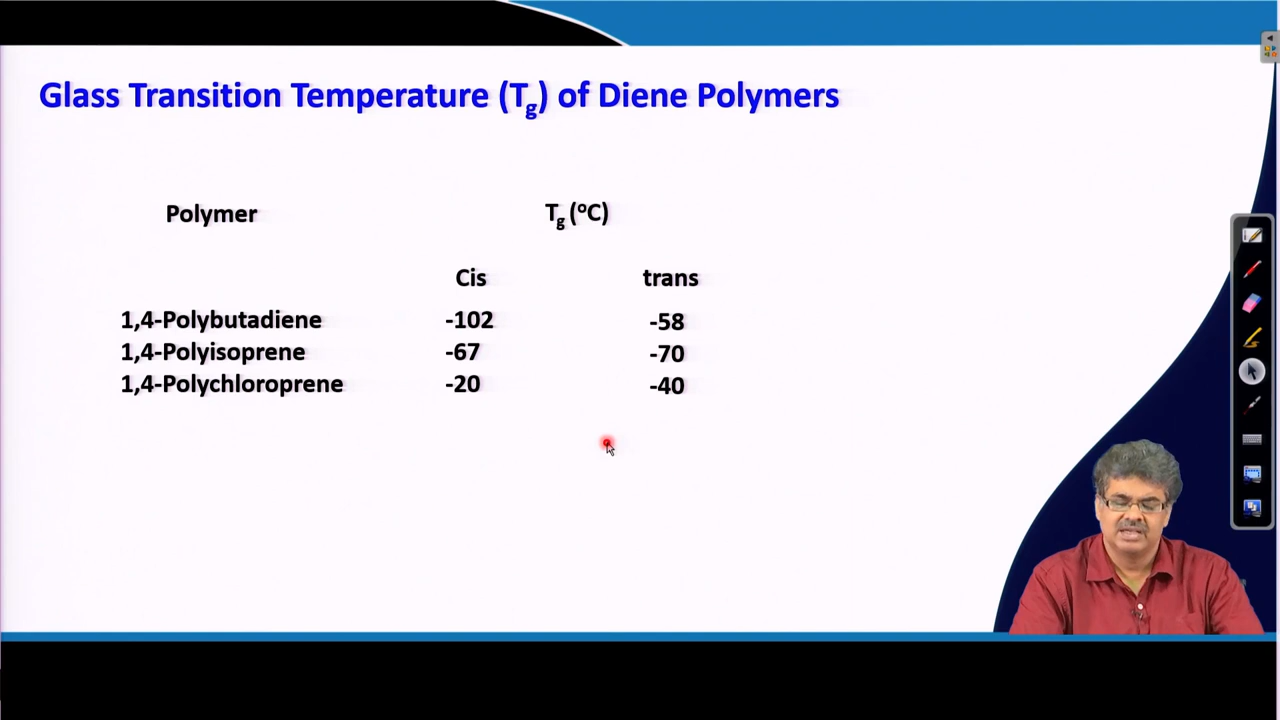 Glass Transition Temperature (Tg) of Diene Polymers
Polymer Tg (oC)
Cis trans
1,4-Polybutadiene -102 -58
1,4-Polyisoprene -67 -70
1,4-Polychloroprene -20 -40